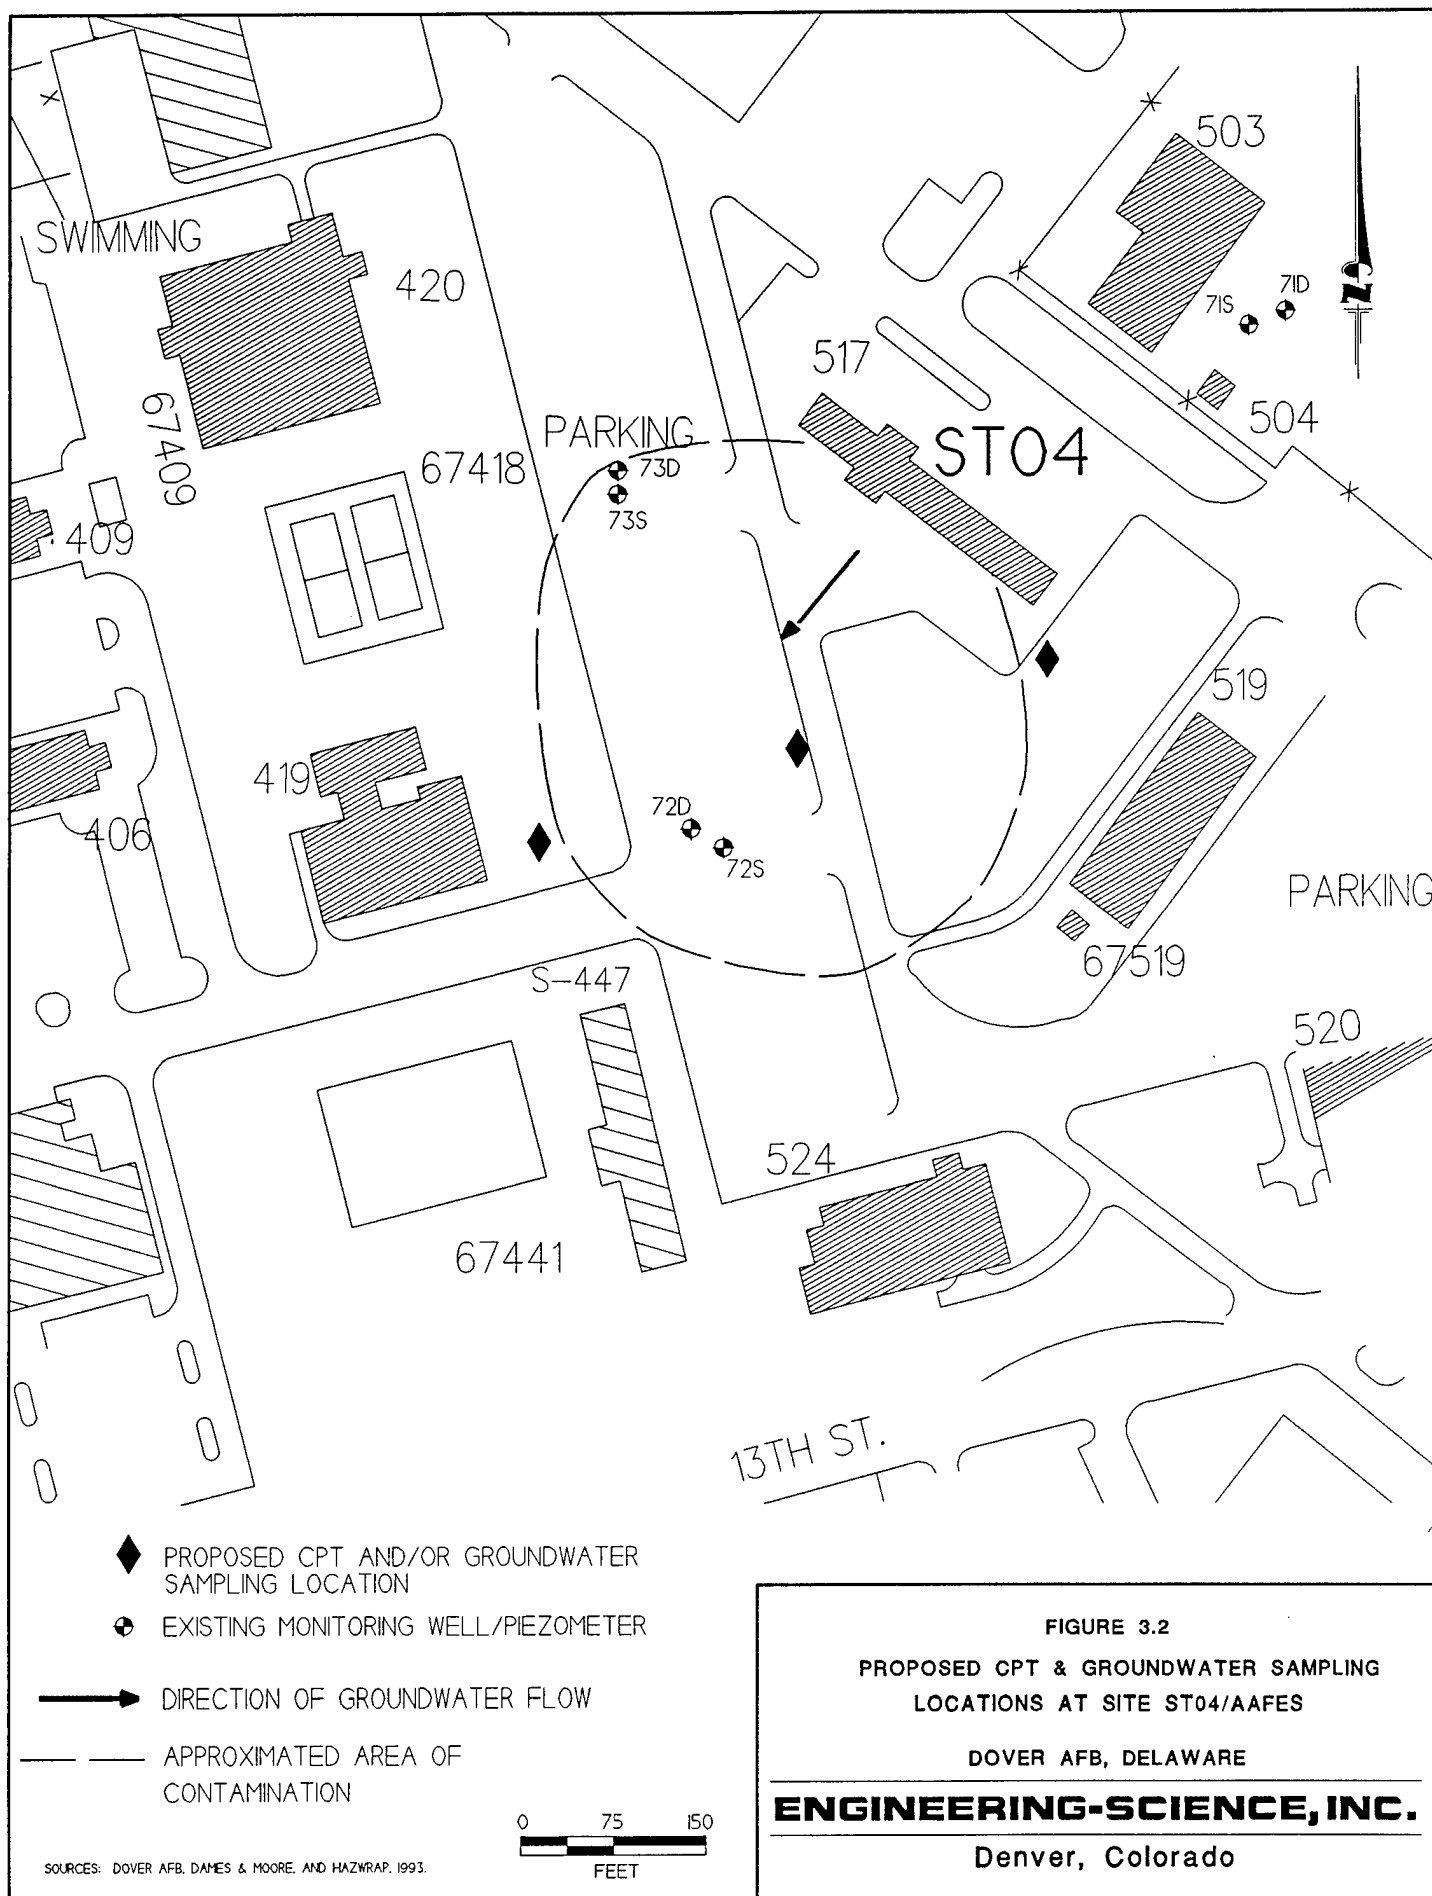 503
SWIMMING
420
71D
71S
517
67409
PARKING
504
ST04
67418
73D
73S
409
519
419
72D
406
72S
PARKING
67519
S-447
520
524
67441
13TH ST.
PROPOSED CPT AND/OR GROUNDWATER
SAMPLING LOCATION
EXISTING MONITORING WELL/PIEZOMETER
DIRECTION OF GROUNDWATER FLOW
APPROXIMATED AREA OF
CONTAMINATION
0 75 150
FEET
SOURCES: DOVER AFB, DAMES & MOORE, AND HAZWRAP, 1993.
FIGURE 3.2
PROPOSED CPT & GROUNDWATER SAMPLING
LOCATIONS AT SITE ST04/AAFES
DOVER AFB, DELAWARE
ENGINEERING-SCIENCE, INC.
Denver, Colorado